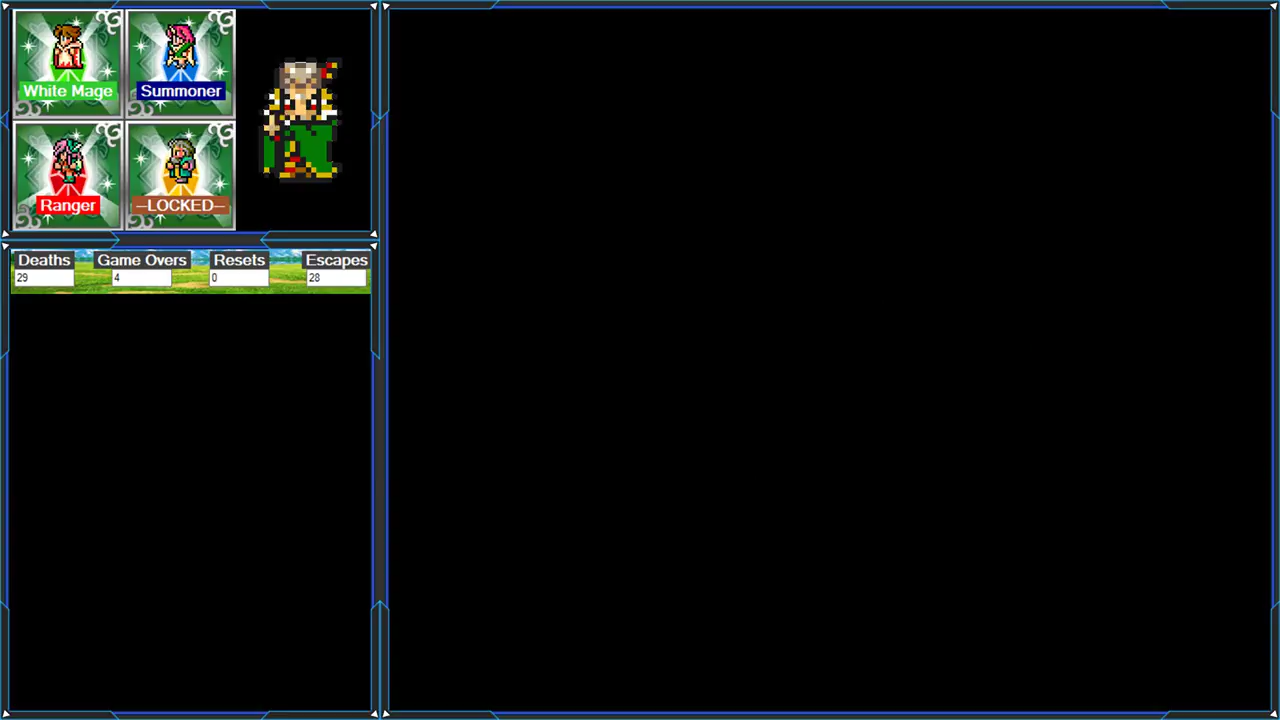 White Mage
Summoner
Ranger
--LOCKED--
Deaths Game Overs Resets Escapes
29 4 0 28